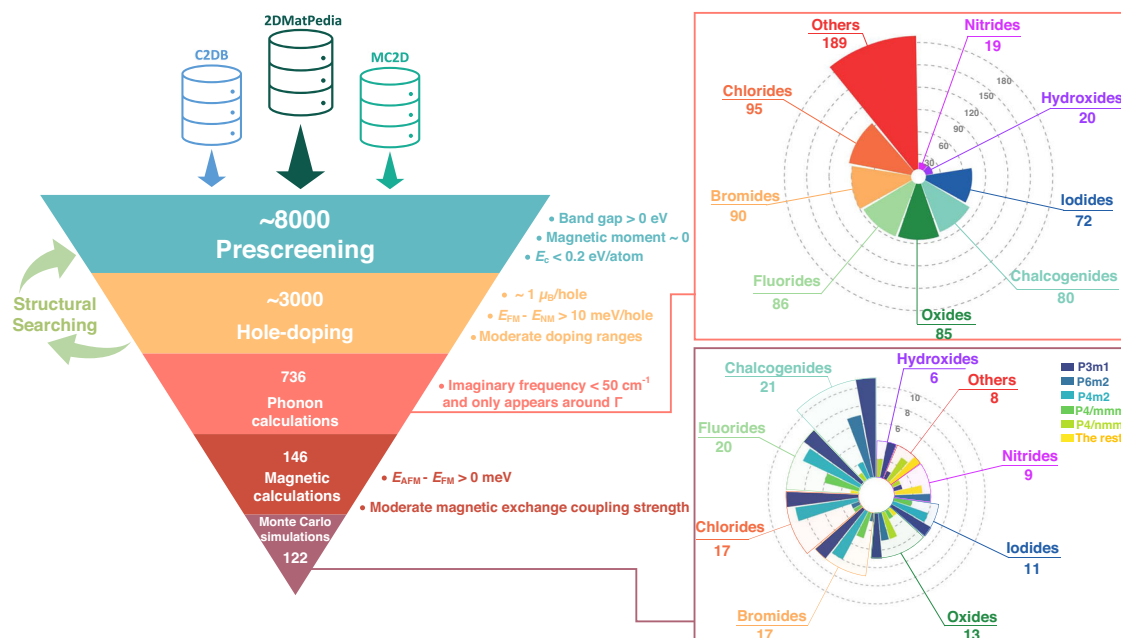 2DMatPedia
C2DB
MC2D
~8000
Prescreening
• Band gap > 0 eV
• Magnetic moment ~ 0
• Ec < 0.2 eV/atom
Structural
Searching
~3000
Hole-doping
• ~ 1 μB/hole
• EFM - ENM > 10 meV/hole
• Moderate doping ranges
736
Phonon
calculations
• Imaginary frequency < 50 cm⁻¹
and only appears around Γ
146
Magnetic
calculations
• EAFM - EFM > 0 meV
• Moderate magnetic exchange coupling strength
Monte Carlo
simulations
122
Others
189
Nitrides
19
Chlorides
95
Hydroxides
20
Bromides
90
Iodides
72
Fluorides
86
Chalcogenides
80
Oxides
85
180
150
120
90
60
30
Chalcogenides
21
Hydroxides
6
Others
8
P3m1
P6m2
P4m2
P4/mmm
P4/nmm
The rest
10
8
6
Fluorides
20
Nitrides
9
Chlorides
17
Iodides
11
Bromides
17
Oxides
13